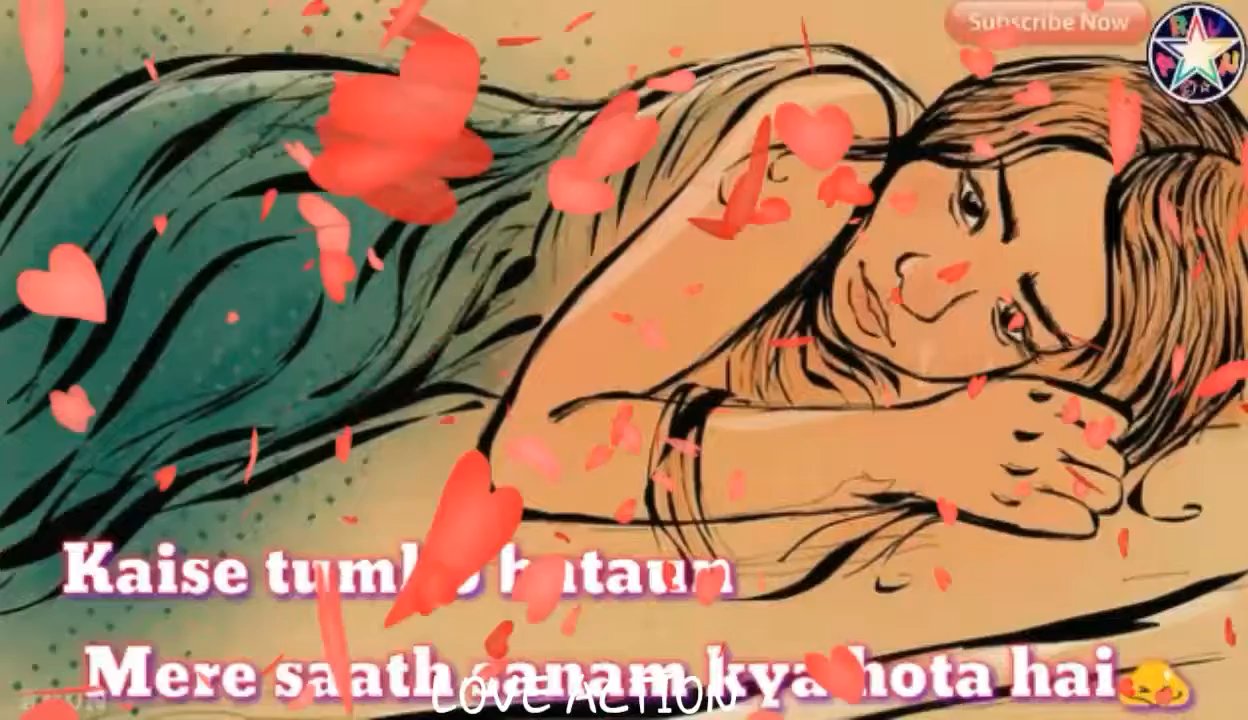 Subscribe Now
Kaise tumko bataun
Mere saath sanam kya hota hai
LOVE ACTION